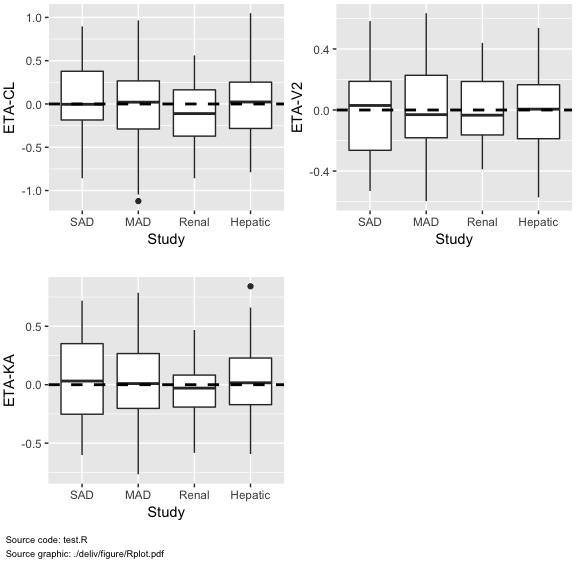 ETA-CL
1.0
0.5
0.0
-0.5
-1.0
SAD MAD Renal Hepatic
Study
ETA-V2
0.4
0.0
-0.4
SAD MAD Renal Hepatic
Study
ETA-KA
0.5
0.0
-0.5
SAD MAD Renal Hepatic
Study
Source code: test.R
Source graphic: ./deliv/figure/Rplot.pdf